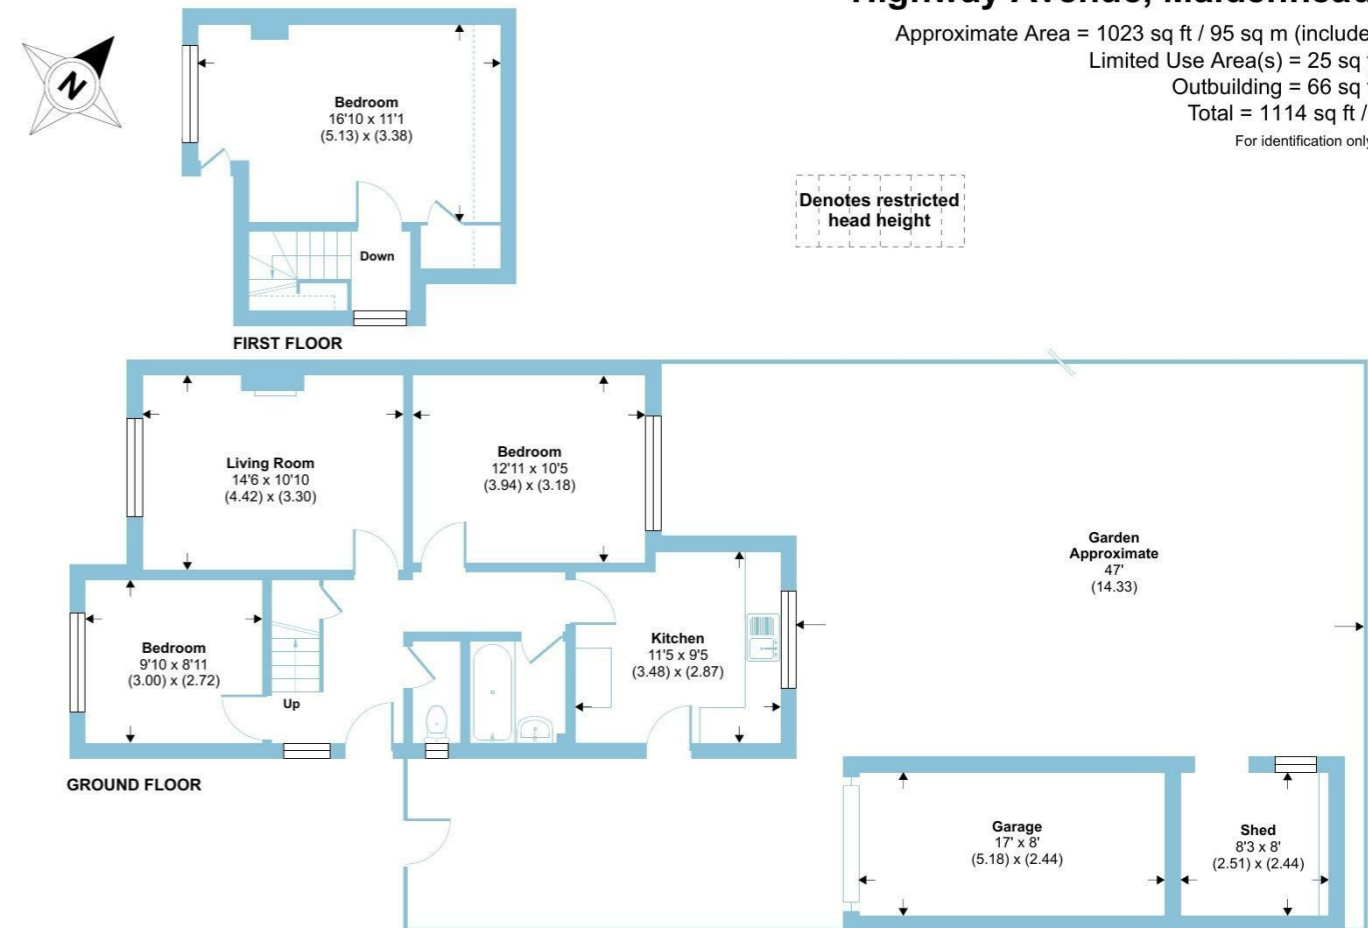 Highway Avenue, Maidenhead
Approximate Area = 1023 sq ft / 95 sq m (include
Limited Use Area(s) = 25 sq
Outbuilding = 66 sq
Total = 1114 sq ft /
For identification only
N
Bedroom
16'10 x 11'1
(5.13) x (3.38)
Down
FIRST FLOOR
Denotes restricted
head height
Living Room
14'6 x 10'10
(4.42) x (3.30)
Bedroom
12'11 x 10'5
(3.94) x (3.18)
Garden
Approximate
47'
(14.33)
Bedroom
9'10 x 8'11
(3.00) x (2.72)
Up
Kitchen
11'5 x 9'5
(3.48) x (2.87)
GROUND FLOOR
Garage
17' x 8'
(5.18) x (2.44)
Shed
8'3 x 8'
(2.51) x (2.44)